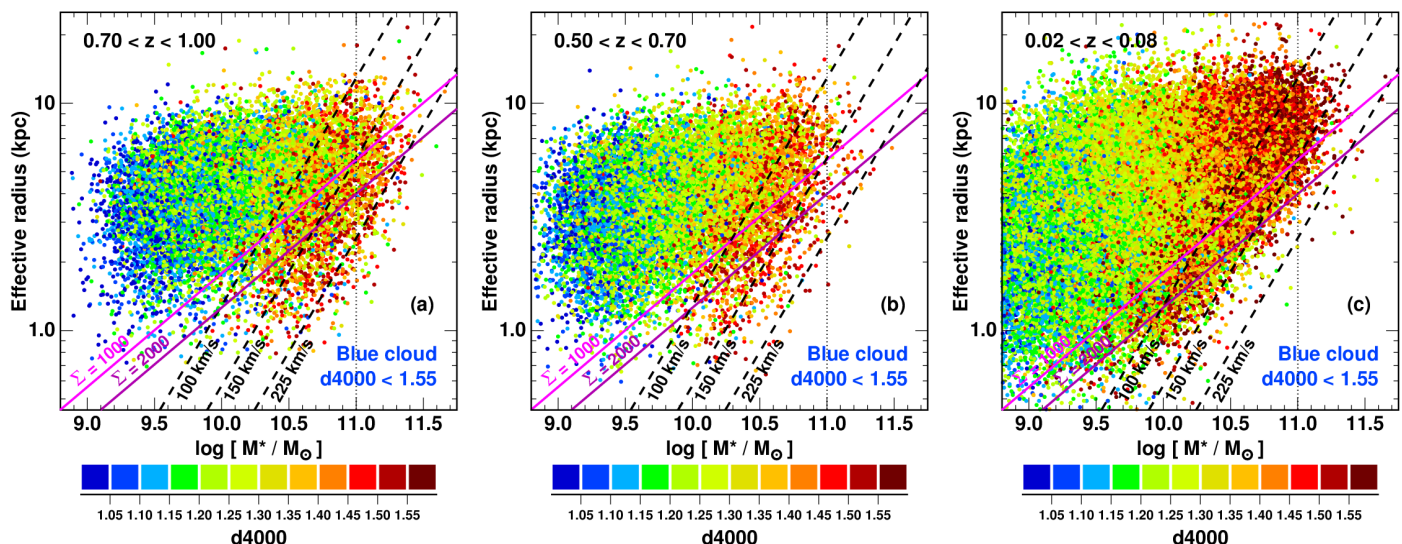 0.70 < z < 1.00
10
1.0
Effective radius (kpc)
(a)
Σ = 1000
Σ = 2000
100 km/s
150 km/s
225 km/s
Blue cloud
d4000 < 1.55
9.0 9.5 10.0 10.5 11.0 11.5
log [ M* / M⊙ ]
1.05 1.10 1.15 1.20 1.25 1.30 1.35 1.40 1.45 1.50 1.55
d4000
0.50 < z < 0.70
10
1.0
Effective radius (kpc)
(b)
Σ = 1000
Σ = 2000
100 km/s
150 km/s
225 km/s
Blue cloud
d4000 < 1.55
9.0 9.5 10.0 10.5 11.0 11.5
log [ M* / M⊙ ]
1.05 1.10 1.15 1.20 1.25 1.30 1.35 1.40 1.45 1.50 1.55
d4000
0.02 < z < 0.08
10
1.0
Effective radius (kpc)
(c)
100 km/s
150 km/s
225 km/s
Blue cloud
d4000 < 1.55
9.0 9.5 10.0 10.5 11.0 11.5
log [ M* / M⊙ ]
1.05 1.10 1.15 1.20 1.25 1.30 1.35 1.40 1.45 1.50 1.55
d4000